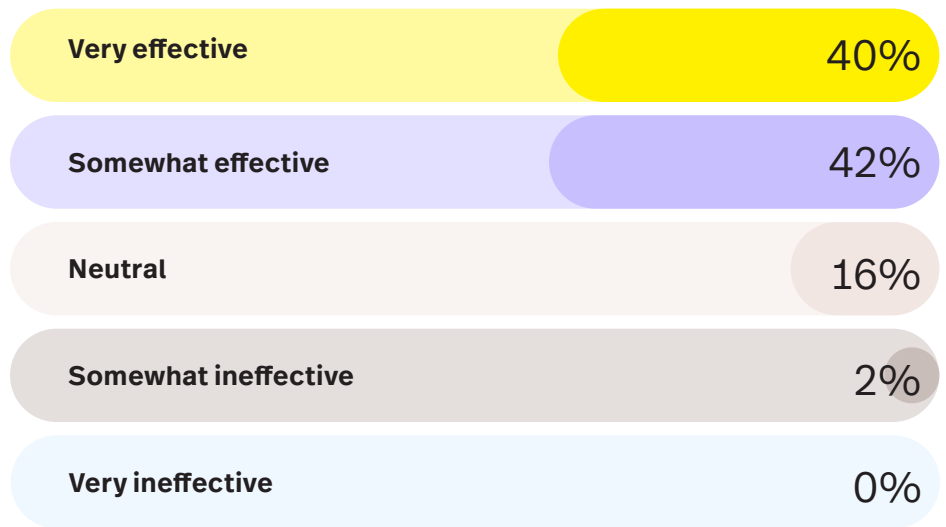 Very effective 40%
Somewhat effective 42%
Neutral 16%
Somewhat ineffective 2%
Very ineffective 0%